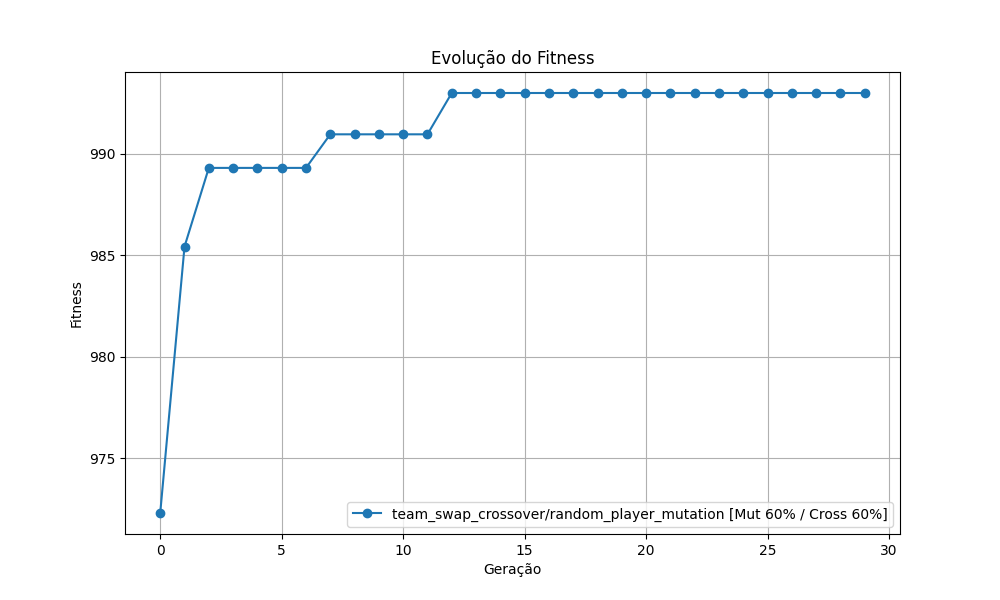 Evolução do Fitness
Fitness
990
985
980
975
0 5 10 15 20 25 30
Geração
team_swap_crossover/random_player_mutation [Mut 60% / Cross 60%]